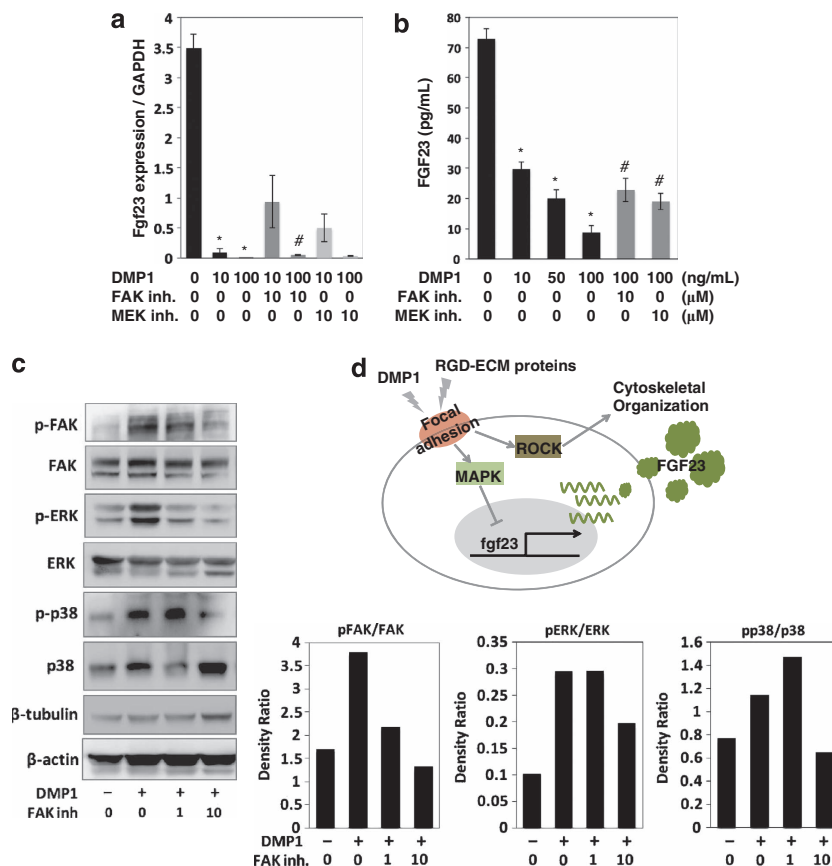 a
Fgf23 expression / GAPDH
4
3.5
3
2.5
2
1.5
1
0.5
0
* * #
DMP1 0 10 100 10 100 10 100
FAK inh. 0 0 0 10 10 0 0
MEK inh. 0 0 0 0 0 10 10
b
FGF23 (pg/mL)
80
70
60
50
40
30
20
10
0
* * * # #
DMP1 0 10 50 100 100 100 (ng/mL)
FAK inh. 0 0 0 0 10 0 (μM)
MEK inh. 0 0 0 0 0 10 (μM)
c
p-FAK
FAK
p-ERK
ERK
p-p38
p38
β-tubulin
β-actin
DMP1 – + + +
FAK inh 0 0 1 10
d
DMP1
RGD-ECM proteins
Focal adhesion
ROCK
MAPK
Cytoskeletal
Organization
FGF23
fgf23
pFAK/FAK
Density Ratio
4
3.5
3
2.5
2
1.5
1
0.5
0
DMP1 – + + +
FAK inh. 0 0 1 10
pERK/ERK
Density Ratio
0.35
0.3
0.25
0.2
0.15
0.1
0.05
0
– + + +
0 0 1 10
pp38/p38
Density Ratio
1.6
1.4
1.2
1
0.8
0.6
0.4
0.2
0
– + + +
0 0 1 10